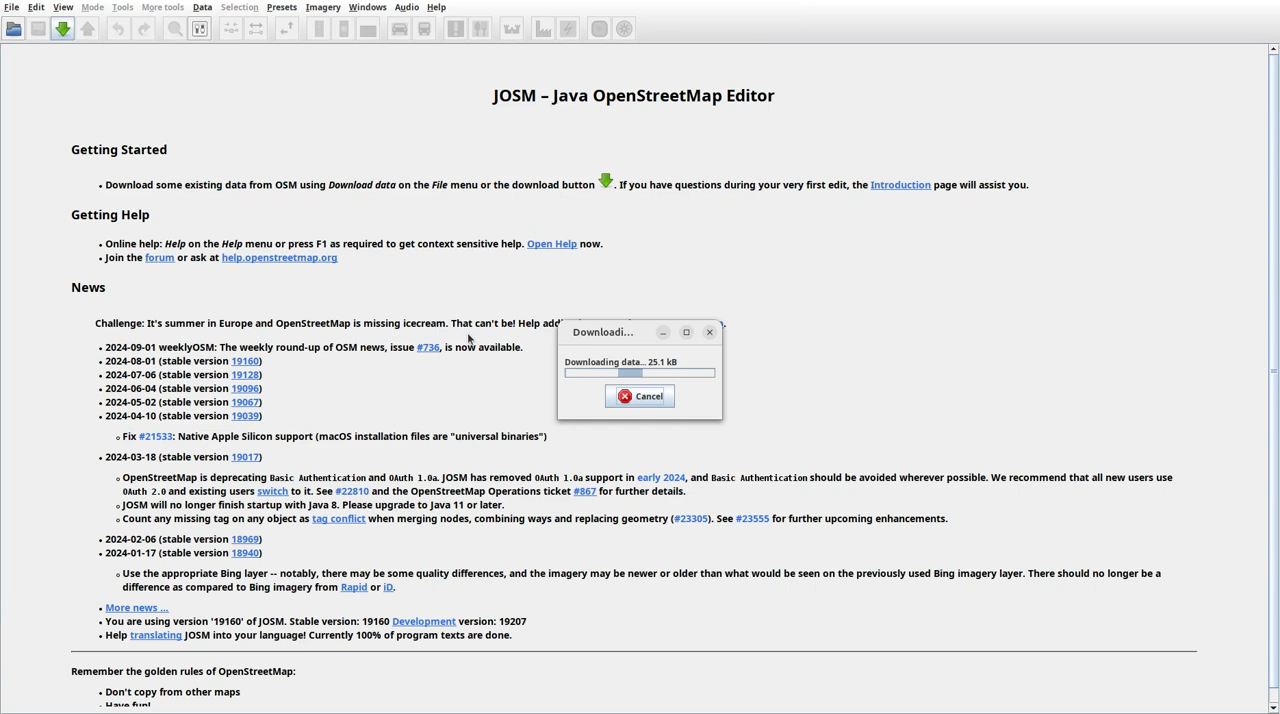 File Edit View Mode Tools More tools Data Selection Presets Imagery Windows Audio Help
JOSM – Java OpenStreetMap Editor
Getting Started
• Download some existing data from OSM using Download data on the File menu or the download button . If you have questions during your very first edit, the Introduction page will assist you.
Getting Help
• Online help: Help on the Help menu or press F1 as required to get context sensitive help. Open Help now.
• Join the forum or ask at help.openstreetmap.org
News
Challenge: It's summer in Europe and OpenStreetMap is missing icecream. That can't be! Help
Downloadi...
Downloading data... 25.1 kB
Cancel
• 2024-09-01 weeklyOSM: The weekly round-up of OSM news, issue #736, is now available.
• 2024-08-01 (stable version 19160)
• 2024-07-06 (stable version 19128)
• 2024-06-04 (stable version 19096)
• 2024-05-02 (stable version 19067)
• 2024-04-10 (stable version 19039)
◦ Fix #21533: Native Apple Silicon support (macOS installation files are "universal binaries")
• 2024-03-18 (stable version 19017)
◦ OpenStreetMap is deprecating Basic Authentication and OAuth 1.0a. JOSM has removed OAuth 1.0a support in early 2024, and Basic Authentication should be avoided wherever possible. We recommend that all new users use
OAuth 2.0 and existing users switch to it. See #22810 and the OpenStreetMap Operations ticket #867 for further details.
◦ JOSM will no longer finish startup with Java 8. Please upgrade to Java 11 or later.
◦ Count any missing tag on any object as tag conflict when merging nodes, combining ways and replacing geometry (#23305). See #23555 for further upcoming enhancements.
• 2024-02-06 (stable version 18969)
• 2024-01-17 (stable version 18940)
◦ Use the appropriate Bing layer -- notably, there may be some quality differences, and the imagery may be newer or older than what would be seen on the previously used Bing imagery layer. There should no longer be a
difference as compared to Bing imagery from Rapid or iD.
• More news ...
• You are using version '19160' of JOSM. Stable version: 19160 Development version: 19207
• Help translating JOSM into your language! Currently 100% of program texts are done.
Remember the golden rules of OpenStreetMap:
• Don't copy from other maps
• Have fun!